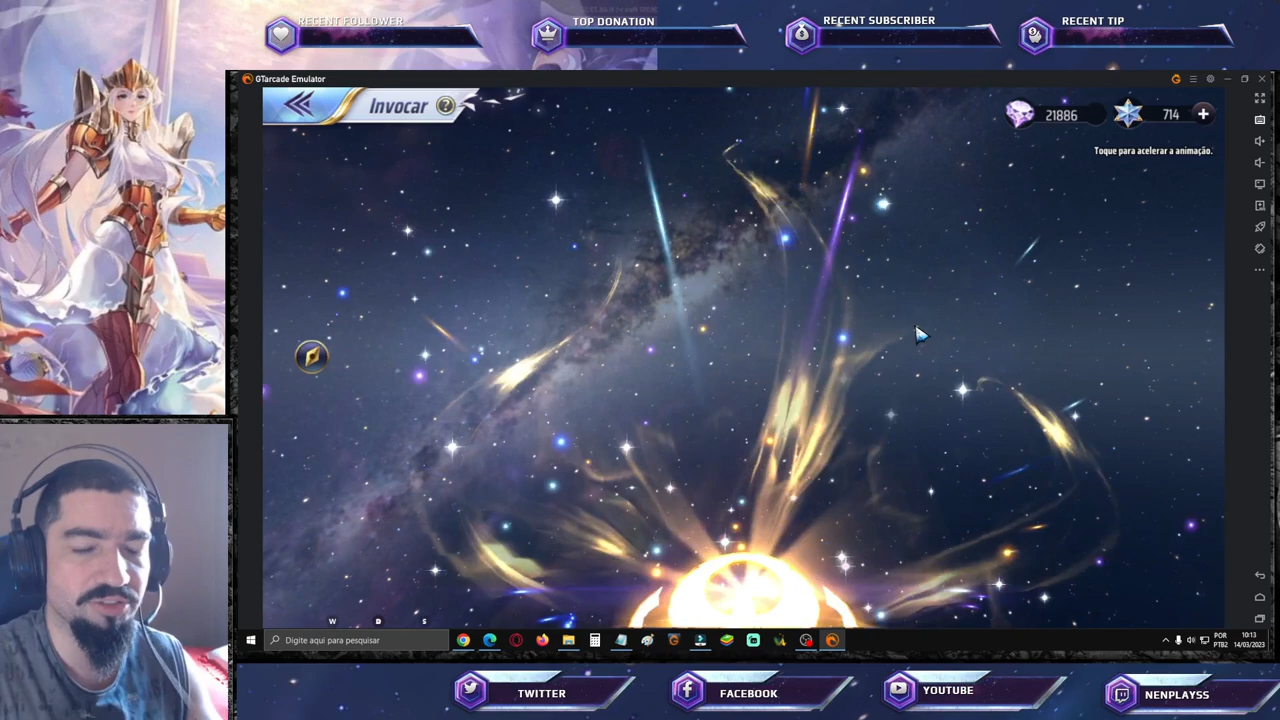 RECENT FOLLOWER
TOP DONATION
RECENT SUBSCRIBER
RECENT TIP
GTarcade Emulator
Invocar ?
21886
714
Toque para acelerar a animação.
W D S
Digite aqui para pesquisar
POR
PTB2
10:13
14/03/2023
TWITTER
FACEBOOK
YOUTUBE
NENPLAYSS